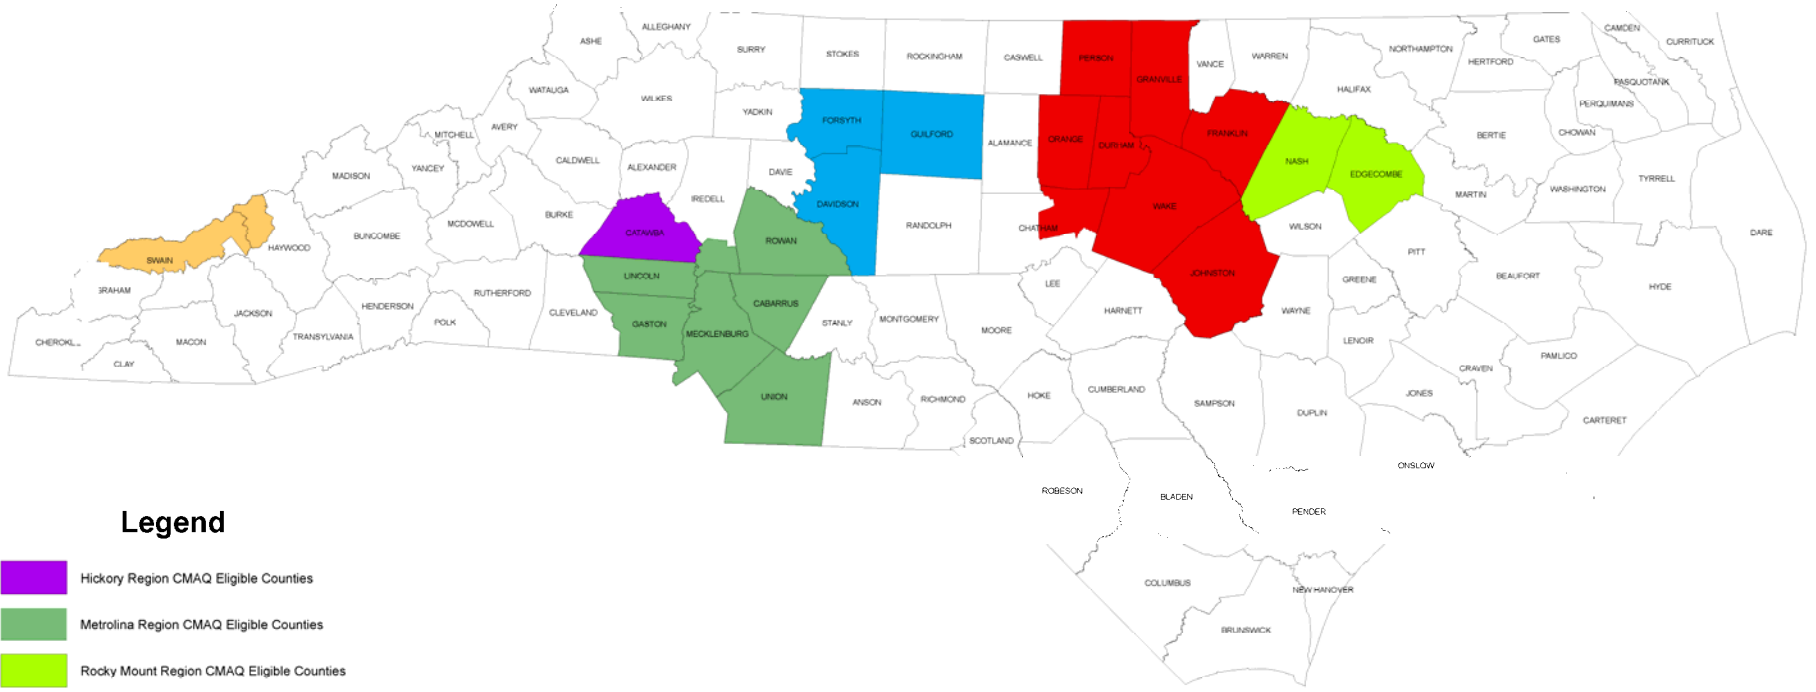 ASHE
ALLEGHANY
SURRY
STOKES
ROCKINGHAM
CASWELL
PERSON
GRANVILLE
VANCE
WARREN
NORTHAMPTON
HERTFORD
GATES
CAMDEN
CURRITUCK
PASQUOTANK
PERQUIMANS
HALIFAX
WATAUGA
WILKES
YADKIN
FORSYTH
GUILFORD
ALAMANCE
ORANGE
DURHAM
FRANKLIN
NASH
EDGECOMBE
BERTIE
CHOWAN
MITCHELL
AVERY
CALDWELL
ALEXANDER
IREDELL
DAVIE
DAVIDSON
RANDOLPH
CHATHAM
WAKE
WILSON
MARTIN
WASHINGTON
TYRRELL
DARE
MADISON
YANCEY
MCDOWELL
BURKE
CATAWBA
ROWAN
SWAIN
HAYWOOD
BUNCOMBE
LINCOLN
CABARRUS
JOHNSTON
PITT
GREENE
BEAUFORT
HYDE
LEE
HARNETT
WAYNE
GRAHAM
JACKSON
HENDERSON
RUTHERFORD
CLEVELAND
GASTON
MECKLENBURG
STANLY
MONTGOMERY
MOORE
LENOIR
PAMLICO
CRAVEN
MACON
TRANSYLVANIA
POLK
CLAY
UNION
ANSON
RICHMOND
HOKE
CUMBERLAND
SAMPSON
DUPLIN
JONES
CARTERET
SCOTLAND
ROBESON
BLADEN
PENDER
ONSLOW
COLUMBUS
NEW HANOVER
BRUNSWICK
Legend
Hickory Region CMAQ Eligible Counties
Metrolina Region CMAQ Eligible Counties
Rocky Mount Region CMAQ Eligible Counties